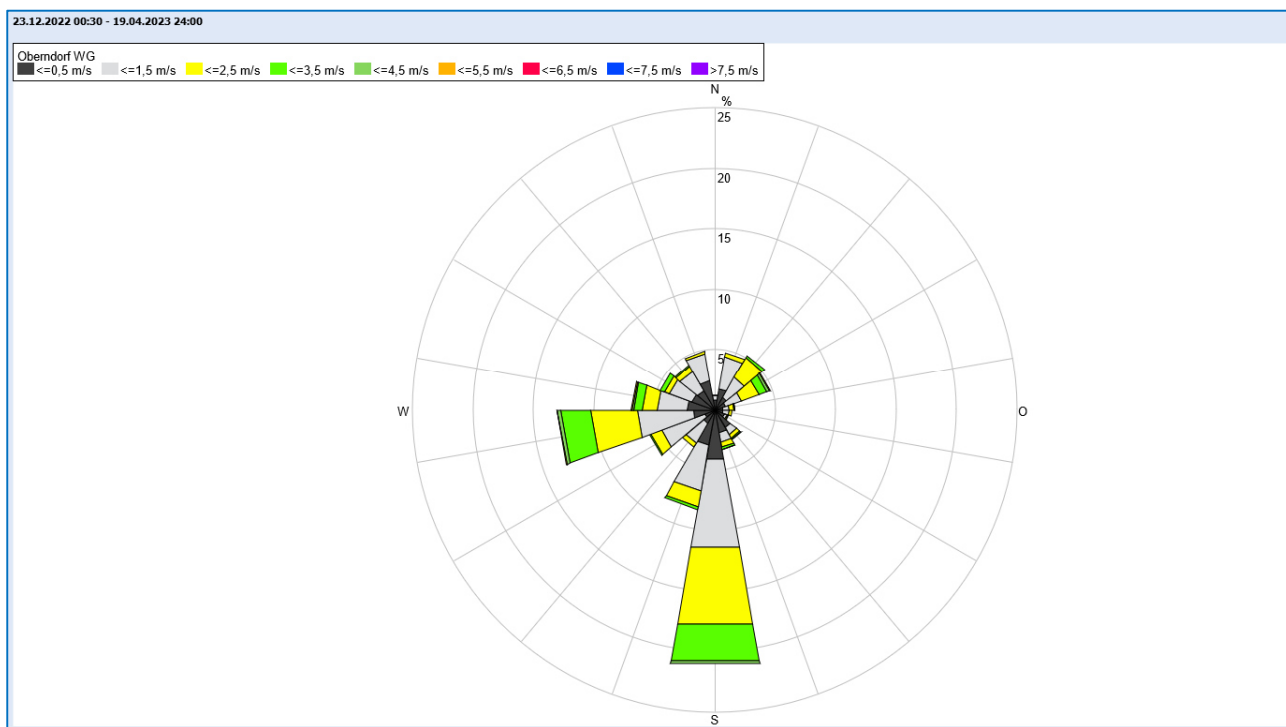 23.12.2022 00:30 - 19.04.2023 24:00
Oberndorf WG
<=0,5 m/s <=1,5 m/s <=2,5 m/s <=3,5 m/s <=4,5 m/s <=5,5 m/s <=6,5 m/s <=7,5 m/s >7,5 m/s
N
%
25
20
15
10
5
W
O
S